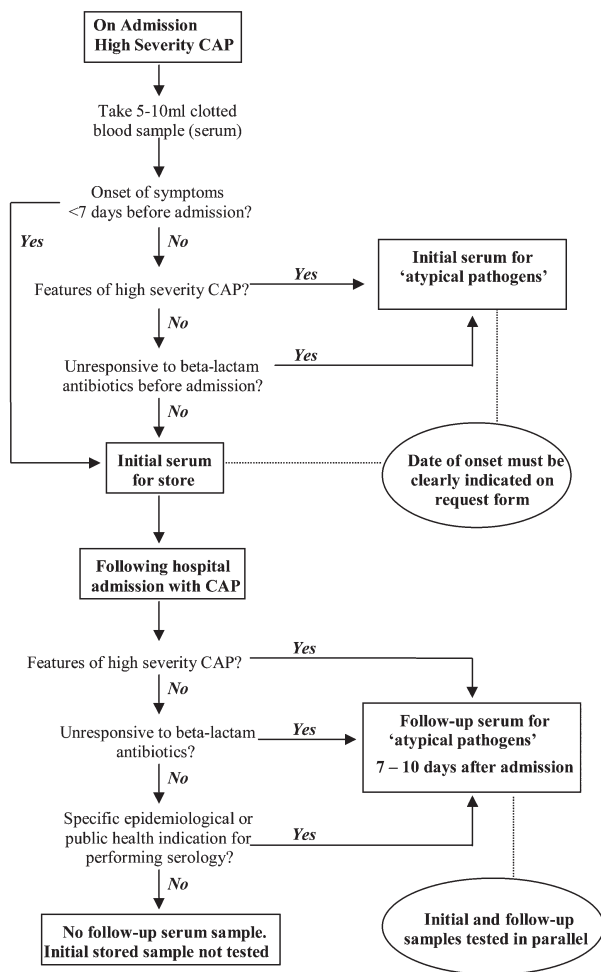 On Admission
High Severity CAP
Take 5-10ml clotted
blood sample (serum)
Onset of symptoms
<7 days before admission?
Yes
No
Features of high severity CAP?
Yes
Initial serum for
‘atypical pathogens’
No
Unresponsive to beta-lactam
antibiotics before admission?
Yes
No
Initial serum
for store
Date of onset must be
clearly indicated on
request form
Following hospital
admission with CAP
Features of high severity CAP?
Yes
No
Unresponsive to beta-lactam
antibiotics?
Yes
Follow-up serum for
‘atypical pathogens’
7 – 10 days after admission
No
Specific epidemiological or
public health indication for
performing serology?
Yes
No
No follow-up serum sample.
Initial stored sample not tested
Initial and follow-up
samples tested in parallel